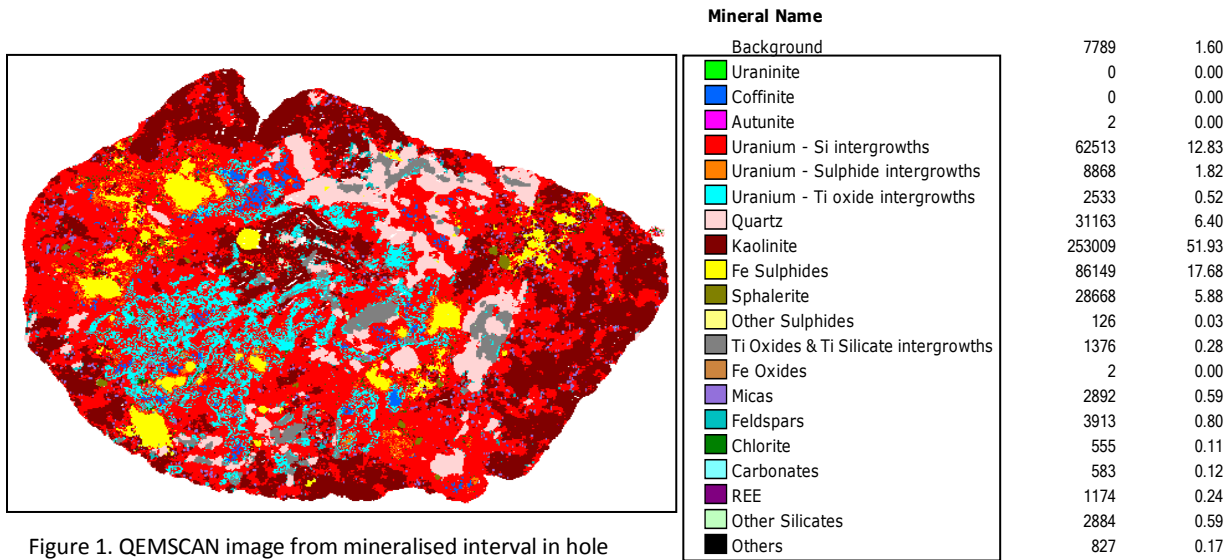 Mineral Name
Background 7789 1.60
Uraninite 0 0.00
Coffinite 0 0.00
Autunite 2 0.00
Uranium - Si intergrowths 62513 12.83
Uranium - Sulphide intergrowths 8868 1.82
Uranium - Ti oxide intergrowths 2533 0.52
Quartz 31163 6.40
Kaolinite 253009 51.93
Fe Sulphides 86149 17.68
Sphalerite 28668 5.88
Other Sulphides 126 0.03
Ti Oxides & Ti Silicate intergrowths 1376 0.28
Fe Oxides 2 0.00
Micas 2892 0.59
Feldspars 3913 0.80
Chlorite 555 0.11
Carbonates 583 0.12
REE 1174 0.24
Other Silicates 2884 0.59
Others 827 0.17
Figure 1. QEMSCAN image from mineralised interval in hole